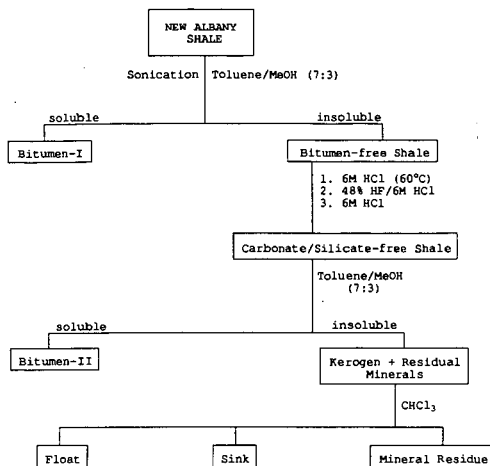 NEW ALBANY
SHALE
Sonication Toluene/MeOH (7:3)
soluble insoluble
Bitumen-I Bitumen-free Shale
1. 6M HCl (60°C)
2. 48% HF/6M HCl
3. 6M HCl
Carbonate/Silicate-free Shale
Toluene/MeOH
(7:3)
soluble insoluble
Bitumen-II Kerogen + Residual
Minerals
CHCl₃
Float Sink Mineral Residue